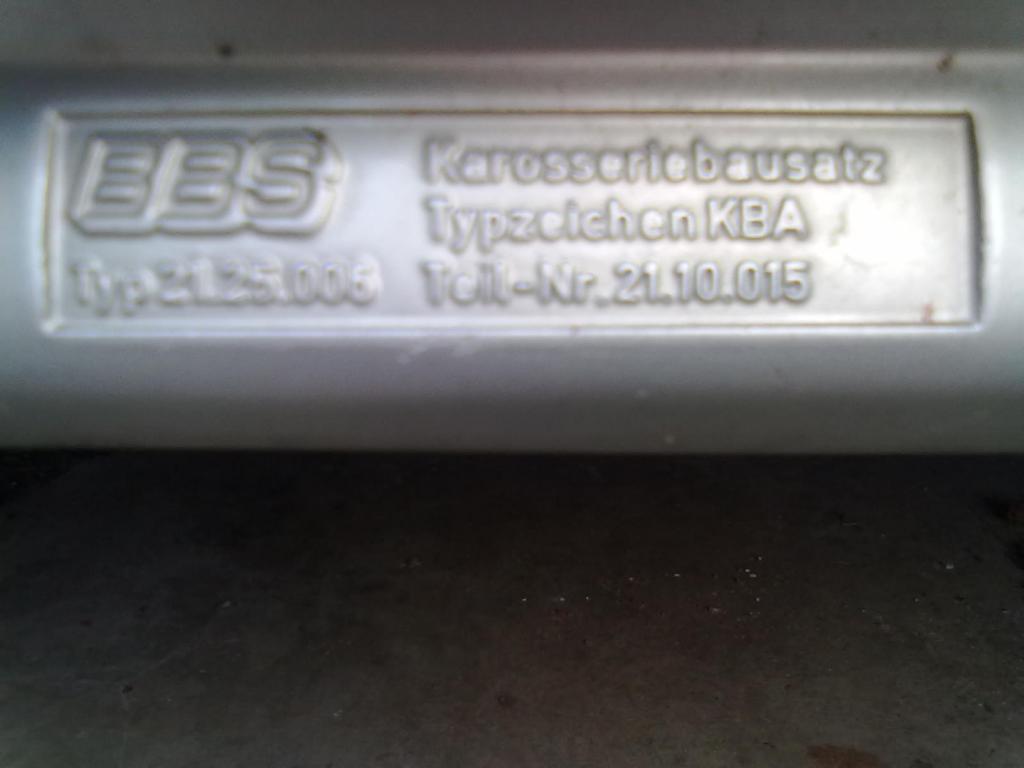 BBS
Typ 21.25.006
Karosseriebausatz
Typzeichen KBA
Teil-Nr. 21.10.015